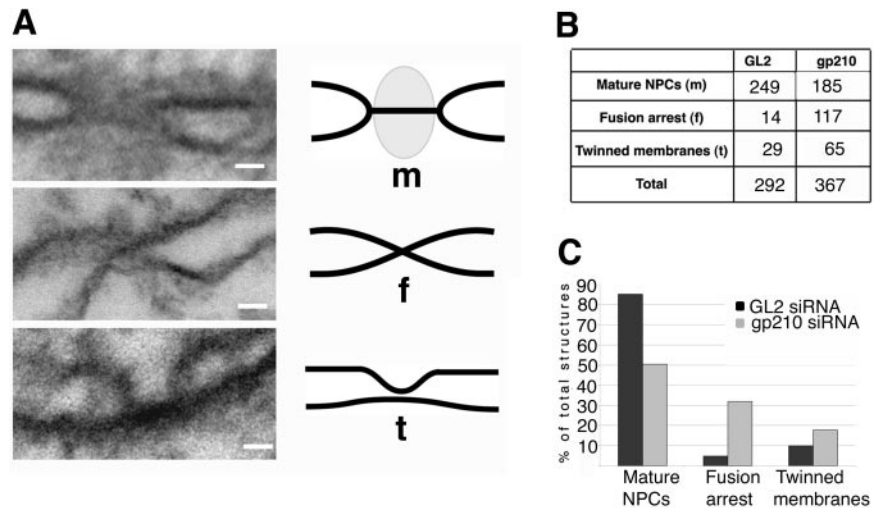 A
m
f
t
B
GL2 gp210
Mature NPCs (m) 249 185
Fusion arrest (f) 14 117
Twinned membranes (t) 29 65
Total 292 367
C
% of total structures
90
80
70
60
50
40
30
20
10
GL2 siRNA
gp210 siRNA
Mature Fusion Twinned
NPCs arrest membranes